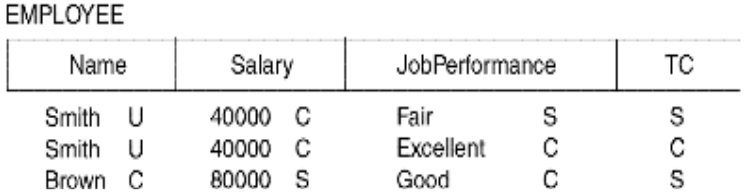 EMPLOYEE
Name Salary JobPerformance TC
Smith U 40000 C Fair S S
Smith U 40000 C Excellent C C
Brown C 80000 S Good C S